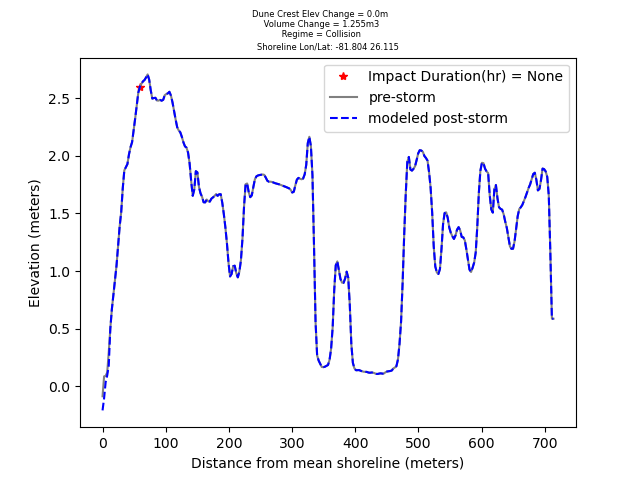 Dune Crest Elev Change = 0.0m
Volume Change = 1.255m3
Regime = Collision
Shoreline Lon/Lat: -81.804 26.115
Impact Duration(hr) = None
pre-storm
modeled post-storm
Elevation (meters)
2.5
2.0
1.5
1.0
0.5
0.0
0 100 200 300 400 500 600 700
Distance from mean shoreline (meters)